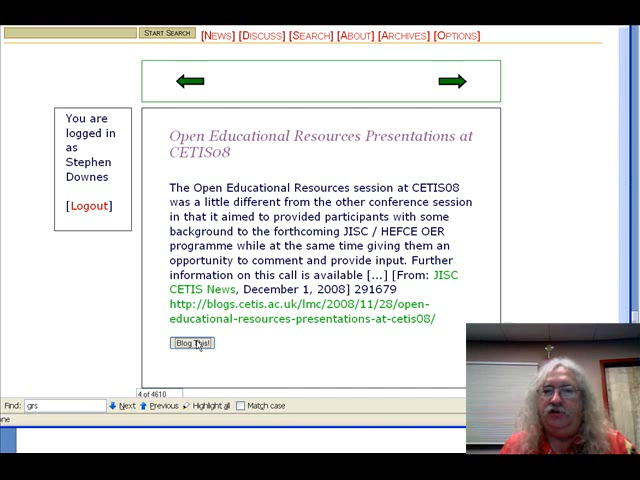 Start Search [News] [Discuss] [Search] [About] [Archives] [Options]
You are
logged in
as
Stephen
Downes
[Logout]
Open Educational Resources Presentations at
CETIS08
The Open Educational Resources session at CETIS08
was a little different from the other conference session
in that it aimed to provided participants with some
background to the forthcoming JISC / HEFCE OER
programme while at the same time giving them an
opportunity to comment and provide input. Further
information on this call is available [...] [From: JISC
CETIS News, December 1, 2008] 291679
http://blogs.cetis.ac.uk/lmc/2008/11/28/open-
educational-resources-presentations-at-cetis08/
Blog This!
4 of 4610
Find: grs Next Previous Highlight all Match case
one